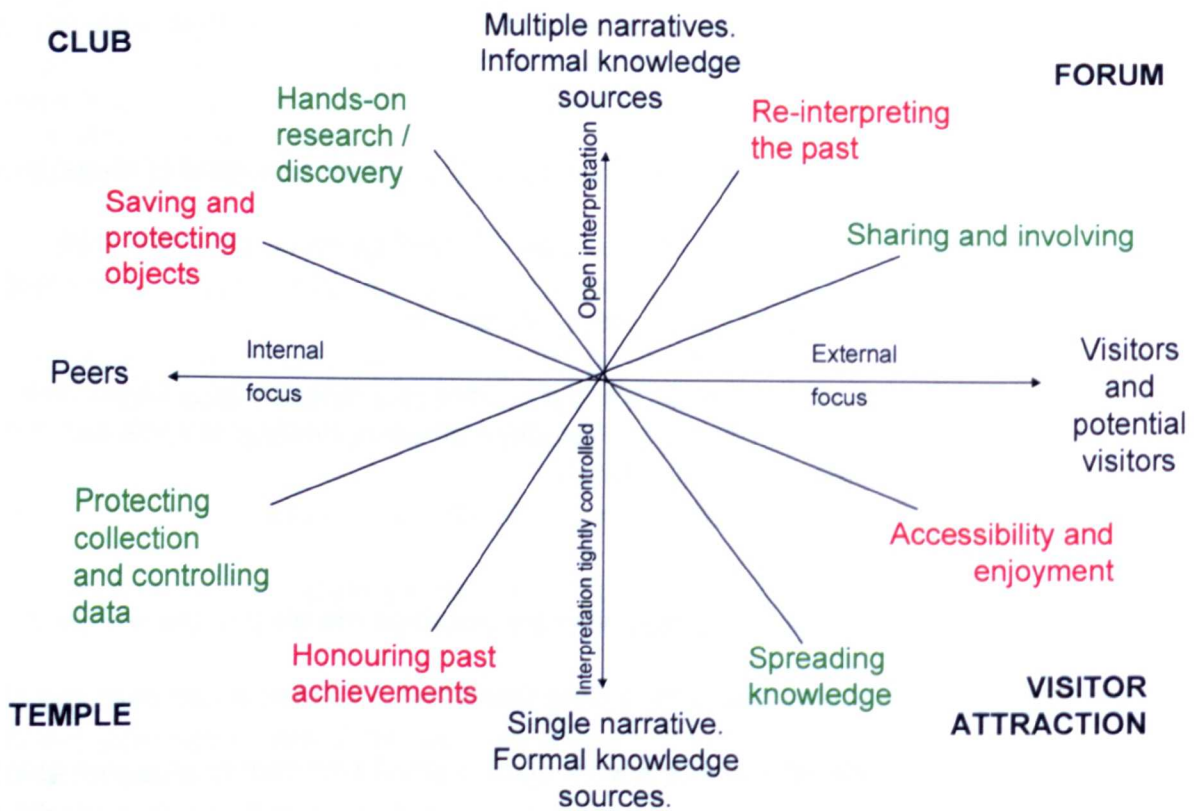 CLUB
Multiple narratives.
Informal knowledge
sources
FORUM
Hands-on
research /
discovery
Re-interpreting
the past
Saving and
protecting
objects
Open interpretation
Sharing and involving
Peers
Internal
focus
External
focus
Visitors
and
potential
visitors
Interpretation tightly controlled
Protecting
collection
and controlling
data
Accessibility and
enjoyment
Honouring past
achievements
Spreading
knowledge
TEMPLE
Single narrative.
Formal knowledge
sources.
VISITOR
ATTRACTION